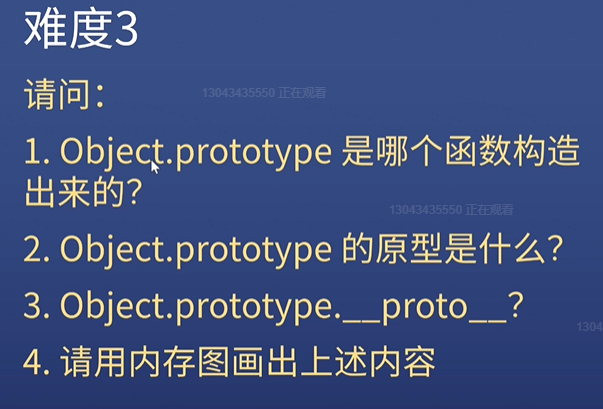 难度3
请问：
13043435550 正在观看
1. Object.prototype 是哪个函数构造
出来的？
13043435550 正在观看
2. Object.prototype 的原型是什么？
3. Object.prototype.__proto__？
1304
4. 请用内存图画出上述内容